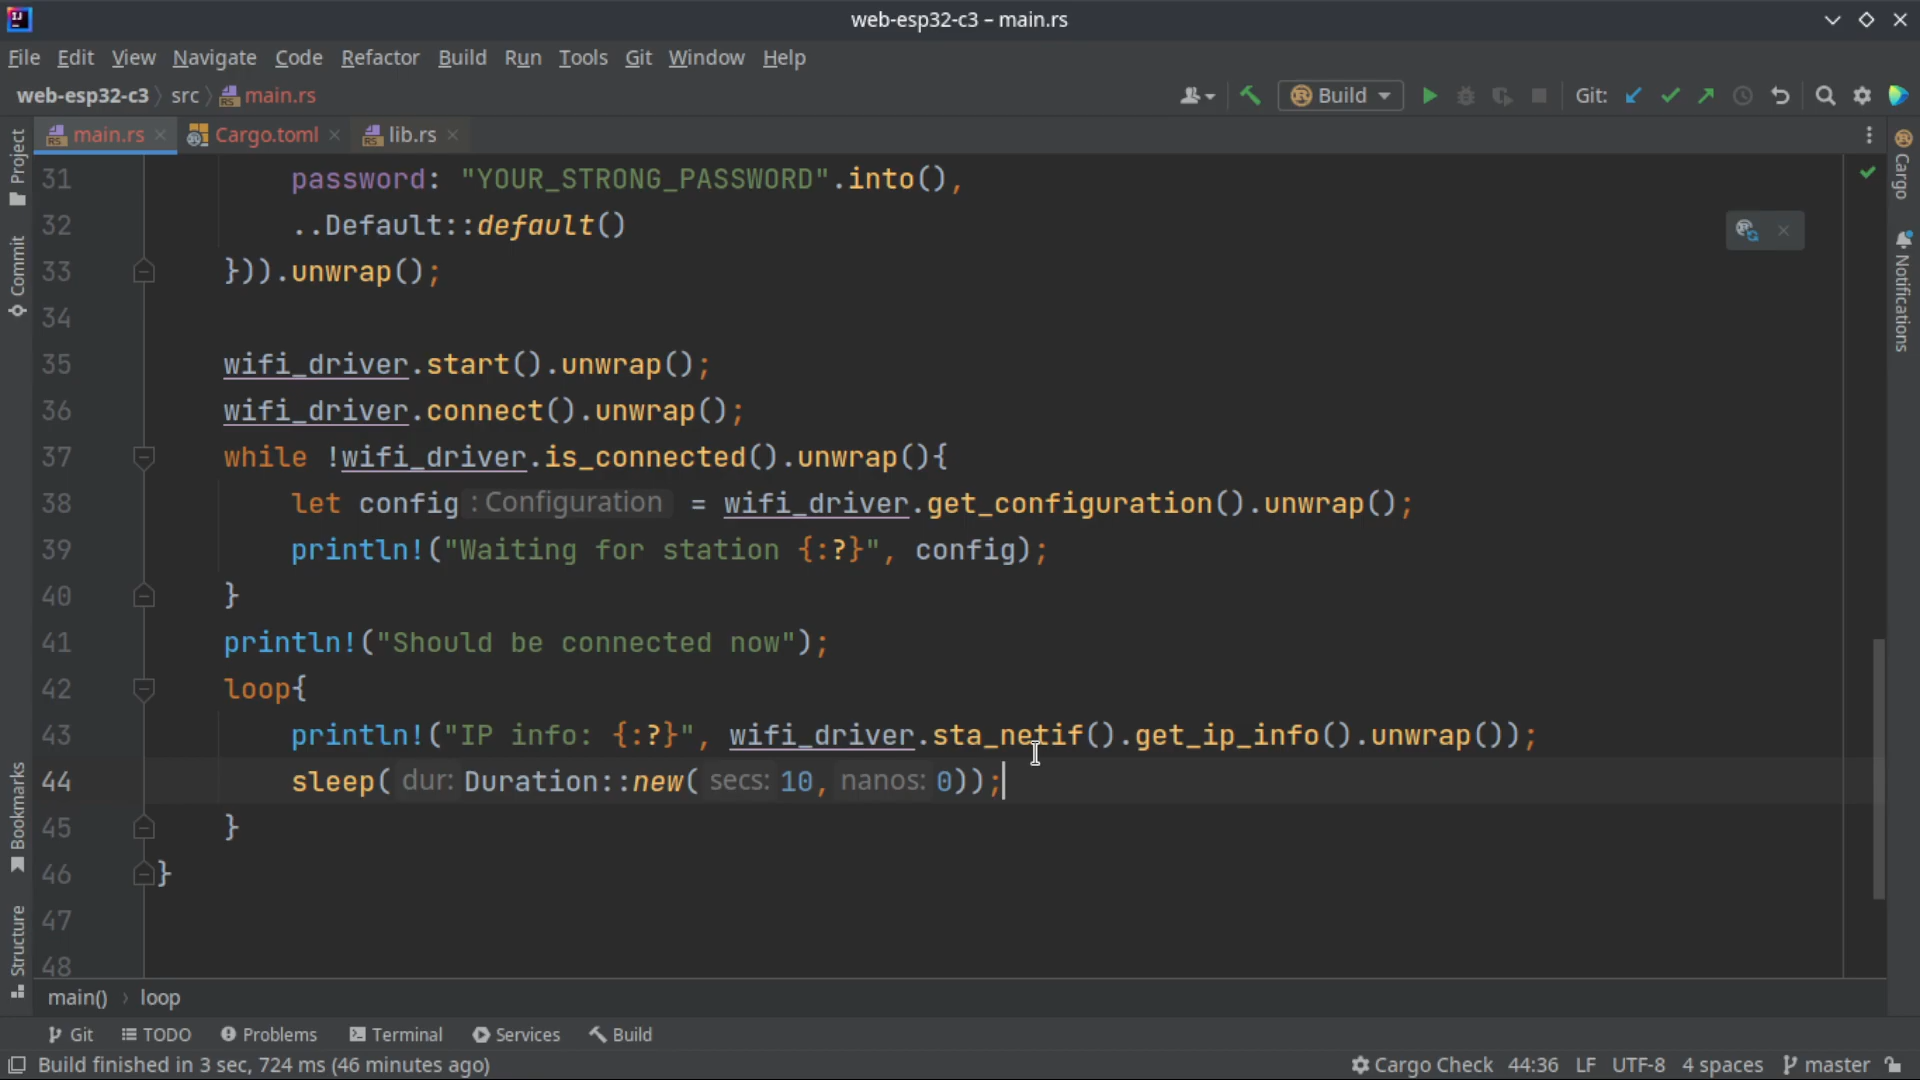 web-esp32-c3 – main.rs
File Edit View Navigate Code Refactor Build Run Tools Git Window Help
web-esp32-c3 src main.rs Build Git:
main.rs Cargo.toml lib.rs
31 password: "YOUR_STRONG_PASSWORD".into(),
32 ..Default::default()
33 })).unwrap();
34
35 wifi_driver.start().unwrap();
36 wifi_driver.connect().unwrap();
37 while !wifi_driver.is_connected().unwrap(){
38 let config : Configuration = wifi_driver.get_configuration().unwrap();
39 println!("Waiting for station {:?}", config);
40 }
41 println!("Should be connected now");
42 loop{
43 println!("IP info: {:?}", wifi_driver.sta_netif().get_ip_info().unwrap());
44 sleep( dur: Duration::new( secs: 10, nanos: 0));
45 }
46 }
47
48
Project
Commit
Bookmarks
Structure
Cargo
Notifications
main() loop
Git TODO Problems Terminal Services Build
Build finished in 3 sec, 724 ms (46 minutes ago) Cargo Check 44:36 LF UTF-8 4 spaces master